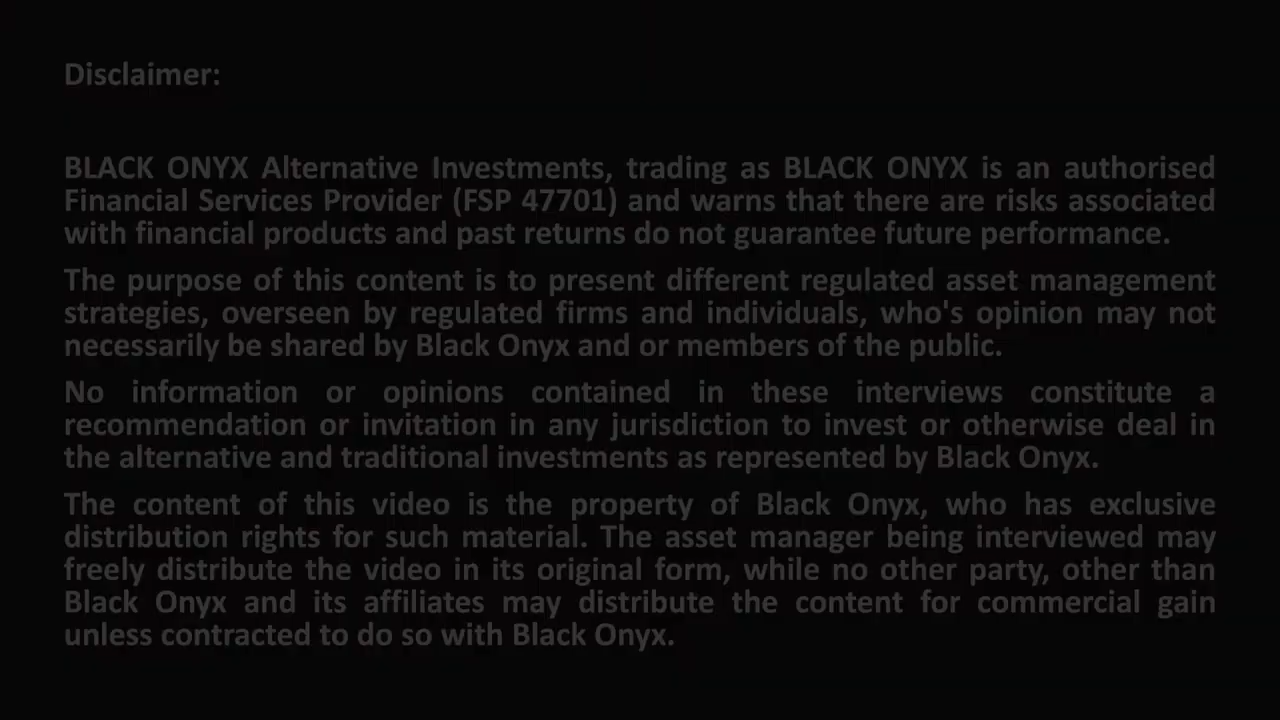 Disclaimer:
BLACK ONYX Alternative Investments, trading as BLACK ONYX is an authorised
Financial Services Provider (FSP 47701) and warns that there are risks associated
with financial products and past returns do not guarantee future performance.
The purpose of this content is to present different regulated asset management
strategies, overseen by regulated firms and individuals, who's opinion may not
necessarily be shared by Black Onyx and or members of the public.
No information or opinions contained in these interviews constitute a
recommendation or invitation in any jurisdiction to invest or otherwise deal in
the alternative and traditional investments as represented by Black Onyx.
The content of this video is the property of Black Onyx, who has exclusive
distribution rights for such material. The asset manager being interviewed may
freely distribute the video in its original form, while no other party, other than
Black Onyx and its affiliates may distribute the content for commercial gain
unless contracted to do so with Black Onyx.